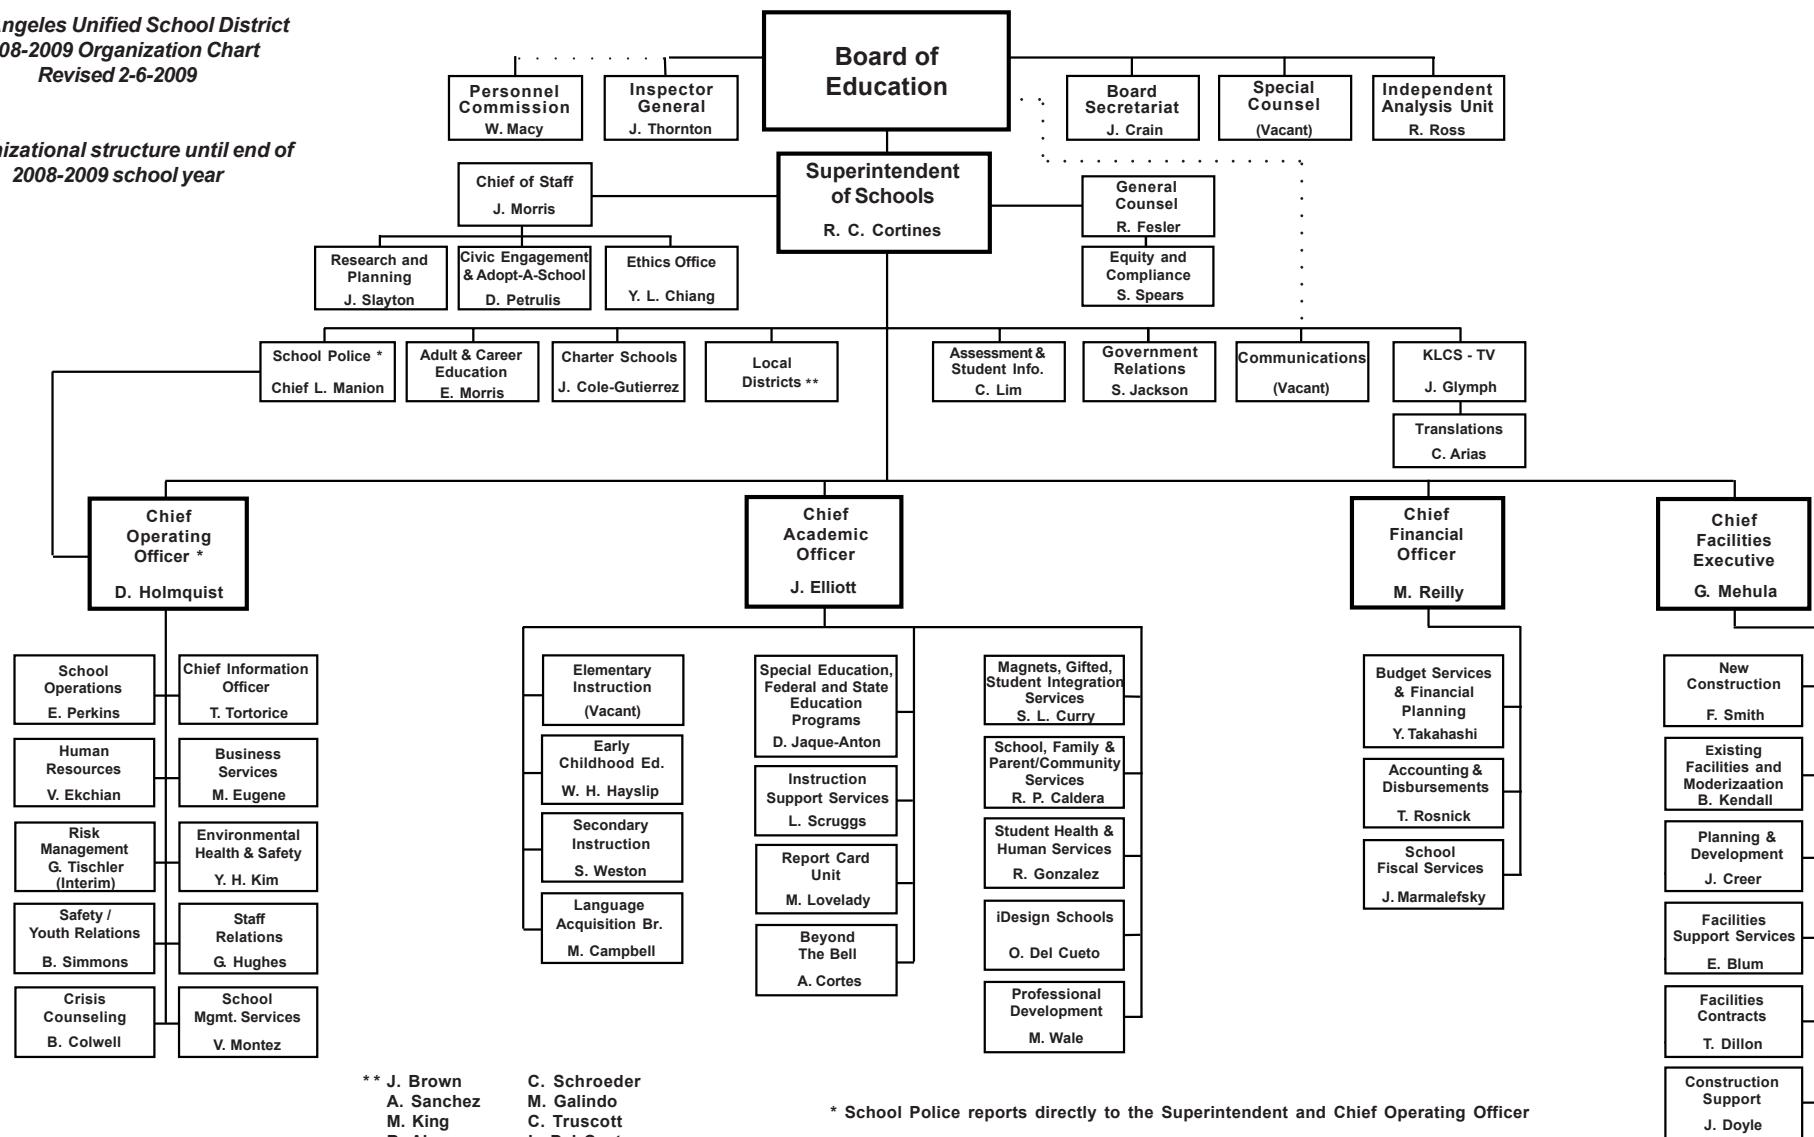 ngeles Unified School District
08-2009 Organization Chart
Revised 2-6-2009
nizational structure until end of
2008-2009 school year
Board of
Education
Personnel
Commission
W. Macy
Inspector
General
J. Thornton
Board
Secretariat
J. Crain
Special
Counsel
(Vacant)
Independent
Analysis Unit
R. Ross
Superintendent
of Schools
R. C. Cortines
Chief of Staff
J. Morris
General
Counsel
R. Fesler
Research and
Planning
J. Slayton
Civic Engagement
& Adopt-A-School
D. Petrulis
Ethics Office
Y. L. Chiang
Equity and
Compliance
S. Spears
School Police *
Chief L. Manion
Adult & Career
Education
E. Morris
Charter Schools
J. Cole-Gutierrez
Local
Districts **
Assessment &
Student Info.
C. Lim
Government
Relations
S. Jackson
Communications
(Vacant)
KLCS - TV
J. Glymph
Translations
C. Arias
Chief
Operating
Officer *
D. Holmquist
Chief
Academic
Officer
J. Elliott
Chief
Financial
Officer
M. Reilly
Chief
Facilities
Executive
G. Mehula
School
Operations
E. Perkins
Chief Information
Officer
T. Tortorice
Human
Resources
V. Ekchian
Business
Services
M. Eugene
Risk
Management
G. Tischler
(Interim)
Environmental
Health & Safety
Y. H. Kim
Safety /
Youth Relations
B. Simmons
Staff
Relations
G. Hughes
Crisis
Counseling
B. Colwell
School
Mgmt. Services
V. Montez
Elementary
Instruction
(Vacant)
Early
Childhood Ed.
W. H. Hayslip
Secondary
Instruction
S. Weston
Language
Acquisition Br.
M. Campbell
Special Education,
Federal and State
Education
Programs
D. Jaque-Anton
Instruction
Support Services
L. Scruggs
Report Card
Unit
M. Lovelady
Beyond
The Bell
A. Cortes
Magnets, Gifted,
Student Integration
Services
S. L. Curry
School, Family &
Parent/Community
Services
R. P. Caldera
Student Health &
Human Services
R. Gonzalez
iDesign Schools
O. Del Cueto
Professional
Development
M. Wale
Budget Services
& Financial
Planning
Y. Takahashi
Accounting &
Disbursements
T. Rosnick
School
Fiscal Services
J. Marmalefsky
New
Construction
F. Smith
Existing
Facilities and
Moderizaation
B. Kendall
Planning &
Development
J. Creer
Facilities
Support Services
E. Blum
Facilities
Contracts
T. Dillon
Construction
Support
J. Doyle
** J. Brown
A. Sanchez
M. King
C. Schroeder
M. Galindo
C. Truscott
* School Police reports directly to the Superintendent and Chief Operating Officer